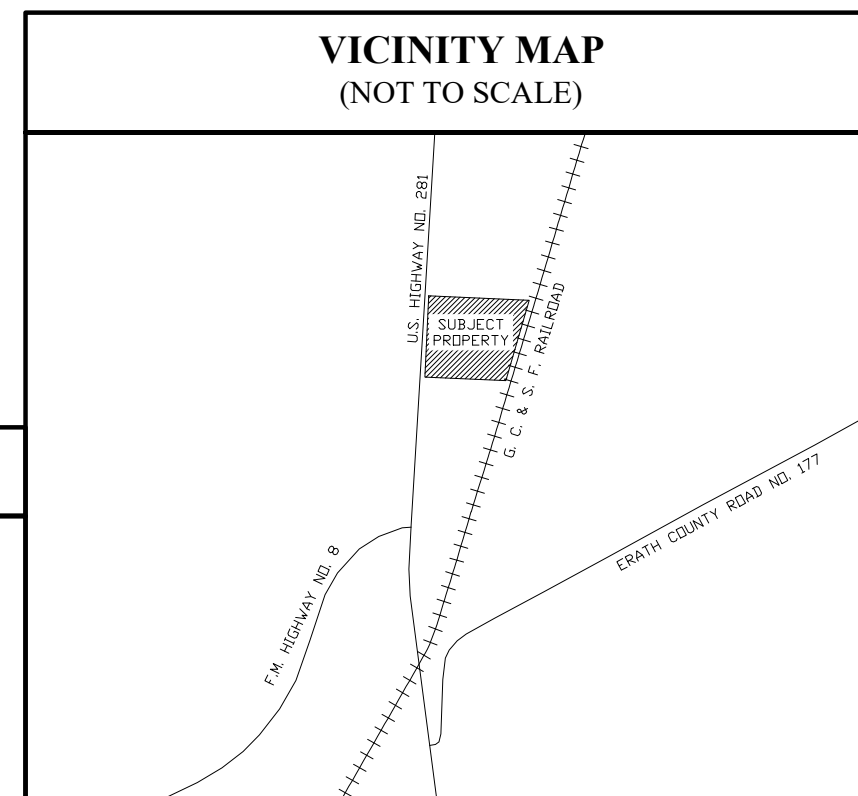 VICINITY MAP
(NOT TO SCALE)
U.S. HIGHWAY NO. 281
SUBJECT
PROPERTY
G. C. & S. F. RAILROAD
ERATH COUNTY ROAD NO. 177
F.M. HIGHWAY NO. 8